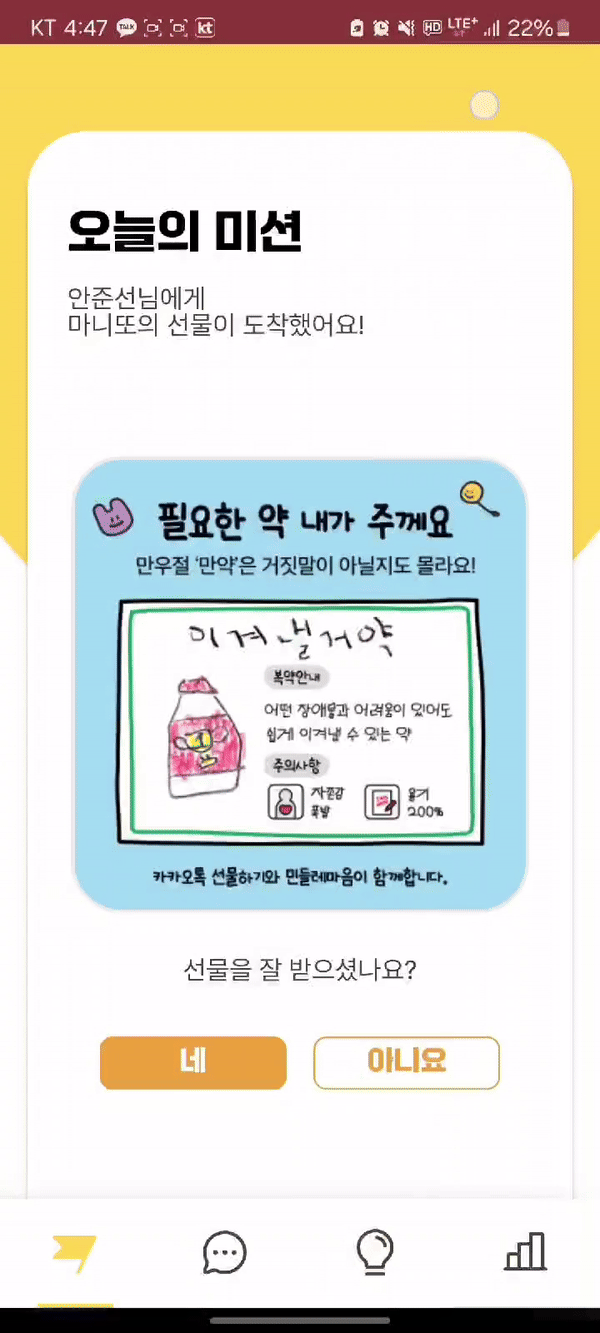 KT 4:47 TALK kt HD LTE+ 22%
오늘의 미션
안준선님에게
마니또의 선물이 도착했어요!
필요한 약 내가 주께요
만우절 '만약'은 거짓말이 아닐지도 몰라요!
이겨낼거약
복약안내
어떤 장애물과 어려움이 있어도
쉽게 이겨낼 수 있는 약
주의사항
자존감 폭발
용기 200%
카카오톡 선물하기와 민들레마음이 함께합니다.
선물을 잘 받으셨나요?
네
아니요